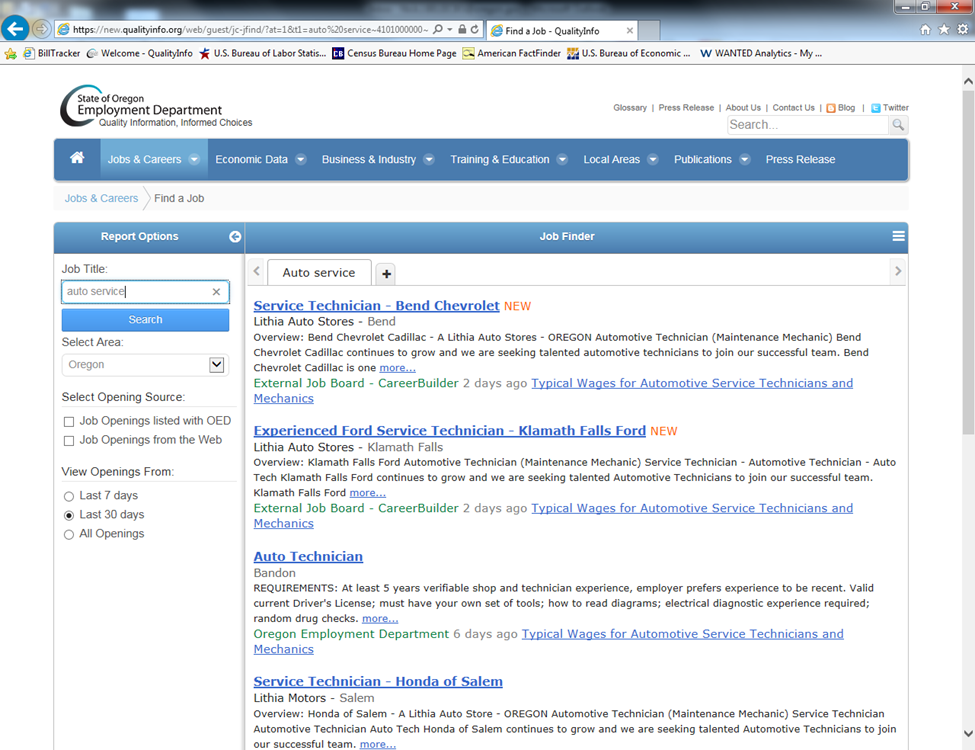 https://new.qualityinfo.org/web/guest/jc-jfind/?at=1&t1=auto%20service~4101000000~
Find a Job - QualityInfo
BillTracker
Welcome - QualityInfo
U.S. Bureau of Labor Statis...
Census Bureau Home Page
American FactFinder
U.S. Bureau of Economic ...
WANTED Analytics - My ...
State of Oregon
Employment Department
Quality Information, Informed Choices
Glossary | Press Release | About Us | Contact Us | Blog | Twitter
Search...
Jobs & Careers
Economic Data
Business & Industry
Training & Education
Local Areas
Publications
Press Release
Jobs & Careers
Find a Job
Report Options
Job Title:
auto service
Search
Select Area:
Oregon
Select Opening Source:
Job Openings listed with OED
Job Openings from the Web
View Openings From:
Last 7 days
Last 30 days
All Openings
Job Finder
Auto service
Service Technician - Bend Chevrolet NEW
Lithia Auto Stores - Bend
Overview: Bend Chevrolet Cadillac - A Lithia Auto Stores - OREGON Automotive Technician (Maintenance Mechanic) Bend
Chevrolet Cadillac continues to grow and we are seeking talented automotive technicians to join our successful team. Bend
Chevrolet Cadillac is one more...
External Job Board - CareerBuilder 2 days ago Typical Wages for Automotive Service Technicians and
Mechanics
Experienced Ford Service Technician - Klamath Falls Ford NEW
Lithia Auto Stores - Klamath Falls
Overview: Klamath Falls Ford Automotive Technician (Maintenance Mechanic) Service Technician - Automotive Technician - Auto
Tech Klamath Falls Ford continues to grow and we are seeking talented Automotive Technicians to join our successful team.
Klamath Falls Ford more...
External Job Board - CareerBuilder 2 days ago Typical Wages for Automotive Service Technicians and
Mechanics
Auto Technician
Bandon
REQUIREMENTS: At least 5 years verifiable shop and technician experience, employer prefers experience to be recent. Valid
current Driver's License; must have your own set of tools; how to read diagrams; electrical diagnostic experience required;
random drug checks. more...
Oregon Employment Department 6 days ago Typical Wages for Automotive Service Technicians and
Mechanics
Service Technician - Honda of Salem
Lithia Motors - Salem
Overview: Honda of Salem - A Lithia Auto Store - OREGON Automotive Technician (Maintenance Mechanic) Service Technician
Automotive Technician Auto Tech Honda of Salem continues to grow and we are seeking talented Automotive Technicians to join
our successful team. more...